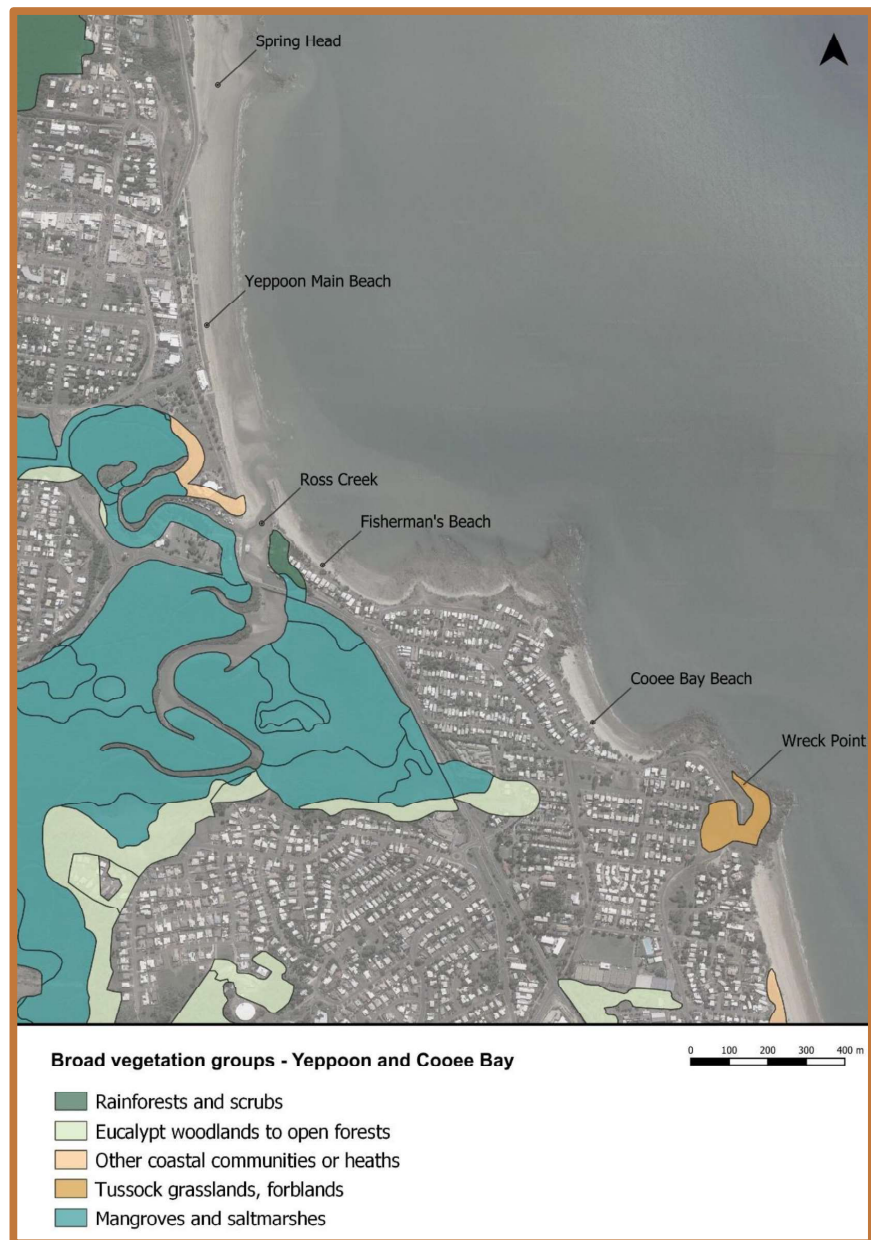 Spring Head
Yeppoon Main Beach
Ross Creek
Fisherman's Beach
Cooee Bay Beach
Wreck Point
Broad vegetation groups - Yeppoon and Cooee Bay
0 100 200 300 400 m
Rainforests and scrubs
Eucalypt woodlands to open forests
Other coastal communities or heaths
Tussock grasslands, forblands
Mangroves and saltmarshes